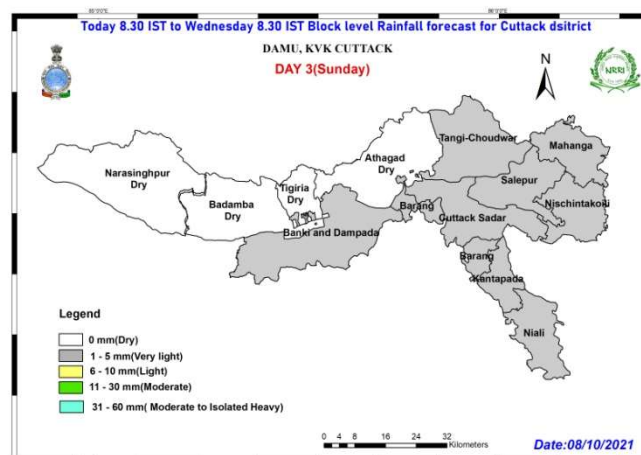 Today 8.30 IST to Wednesday 8.30 IST Block level Rainfall forecast for Cuttack dsitrict
DAMU, KVK CUTTACK
DAY 3(Sunday)
N
NRRI
Tangi-Choudwar
Mahanga
Narasinghpur
Dry
Athagad
Dry
Salepur
Tigiria
Dry
Badamba
Dry
Nischintakoili
Barang
Cuttack Sadar
Banki and Dampada
Barang
Kantapada
Niali
Legend
0 mm(Dry)
1 - 5 mm(Very light)
6 - 10 mm(Light)
11 - 30 mm(Moderate)
31 - 60 mm( Moderate to Isolated Heavy)
0 2 4 8 16 24 32
Kilometers
Date:08/10/2021